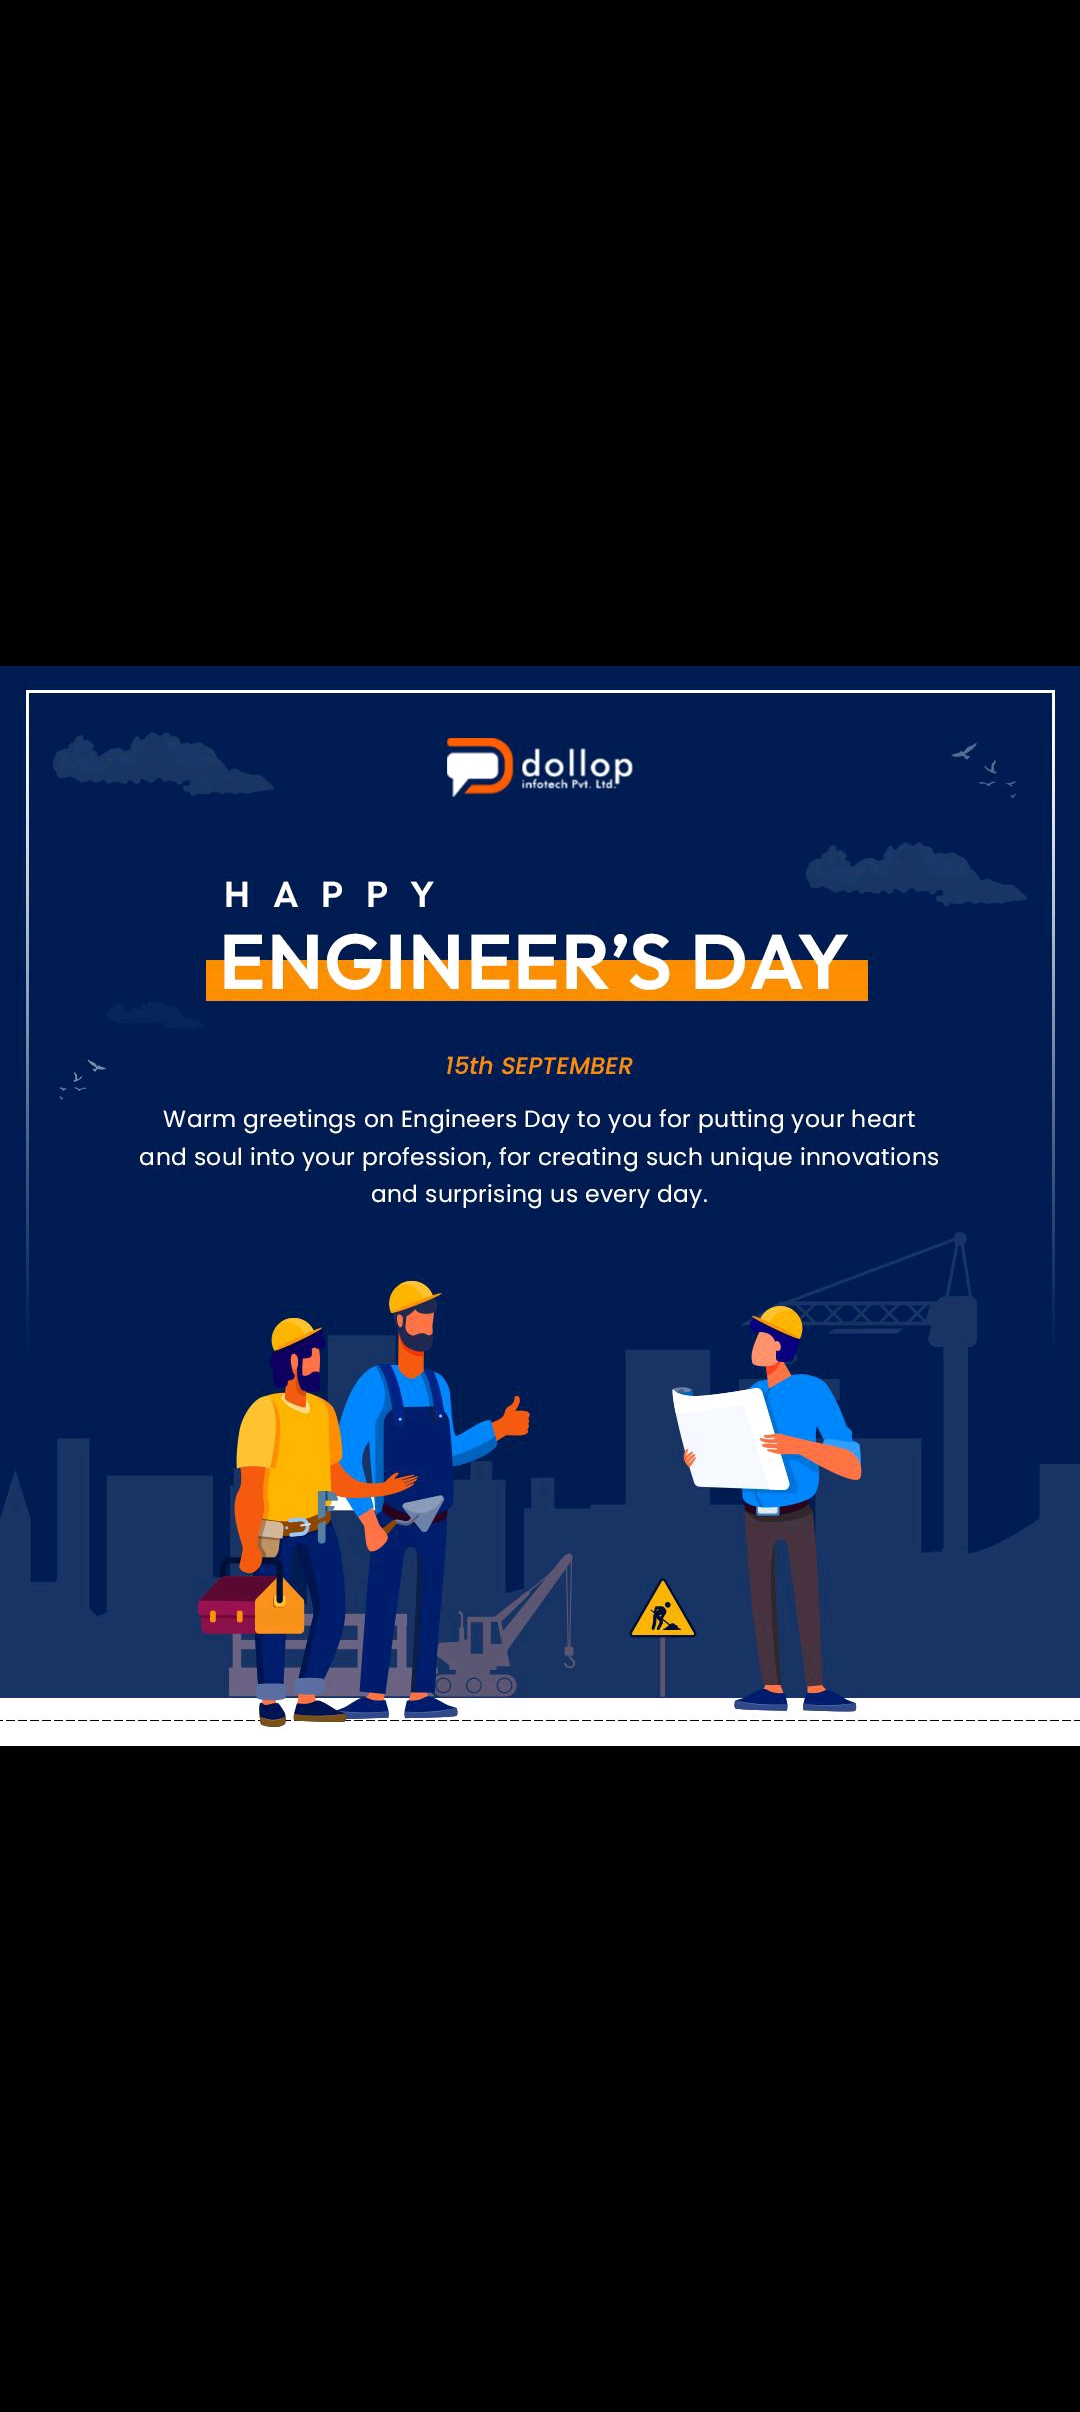 dollop
infotech Pvt. Ltd.
HAPPY
ENGINEER'S DAY
15th SEPTEMBER
Warm greetings on Engineers Day to you for putting your heart
and soul into your profession, for creating such unique innovations
and surprising us every day.